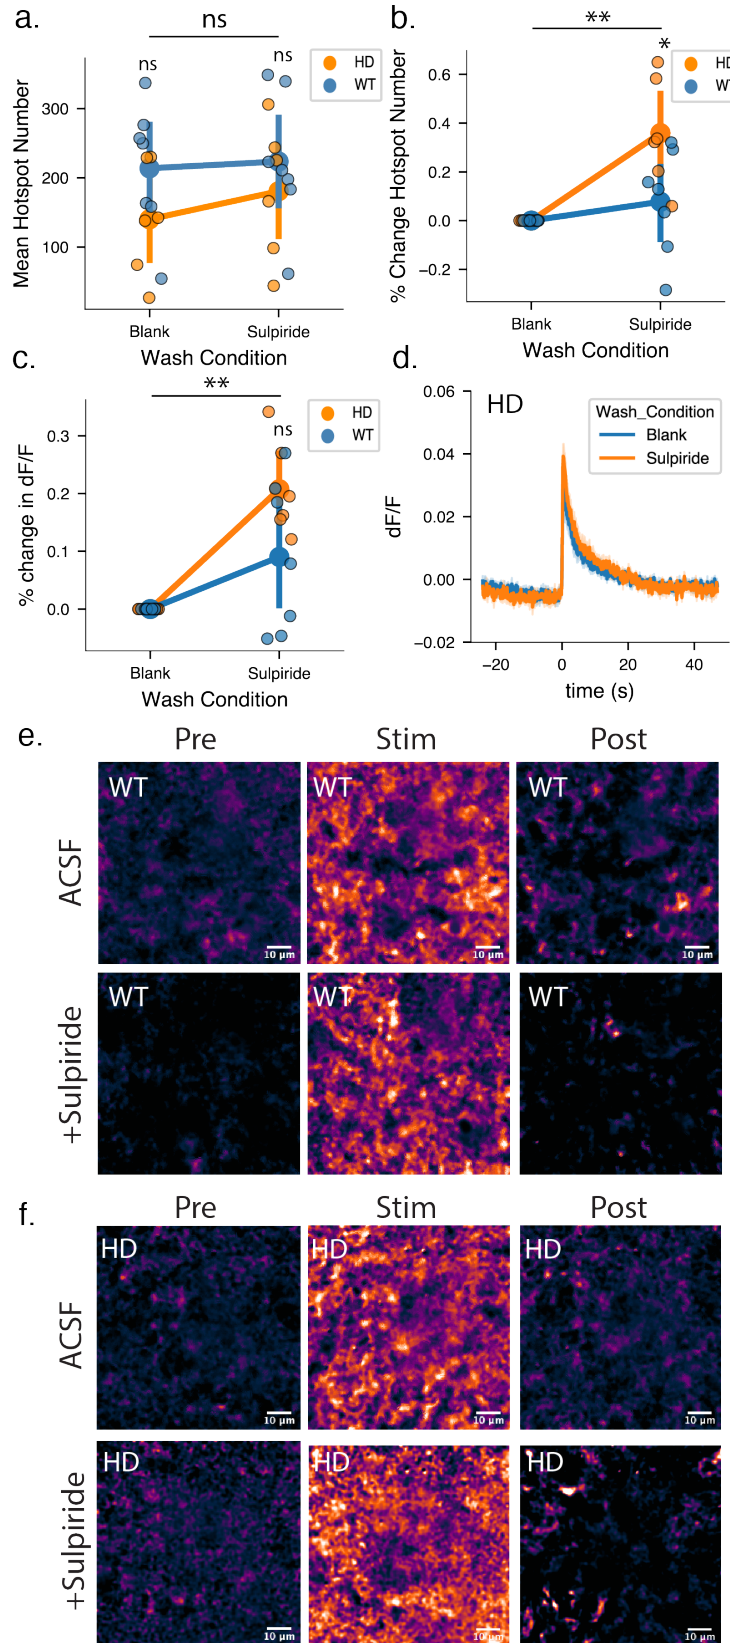 a.
ns
ns
ns
HD
WT
Mean Hotspot Number
300
200
100
Blank
Sulpiride
Wash Condition
b.
**
*
HD
WT
% Change Hotspot Number
0.6
0.4
0.2
0.0
−0.2
Blank
Sulpiride
Wash Condition
c.
**
ns
HD
WT
% change in dF/F
0.3
0.2
0.1
0.0
Blank
Sulpiride
Wash Condition
d.
HD
Wash_Condition
Blank
Sulpiride
dF/F
0.06
0.04
0.02
0.00
−0.02
−20
0
20
40
time (s)
e.
Pre
Stim
Post
ACSF
WT
10 μm
WT
10 μm
WT
10 μm
+Sulpiride
WT
WT
WT
f.
Pre
Stim
Post
ACSF
HD
10 μm
HD
10 μm
HD
10 μm
+Sulpiride
HD
10 μm
HD
10 μm
HD
10 μm